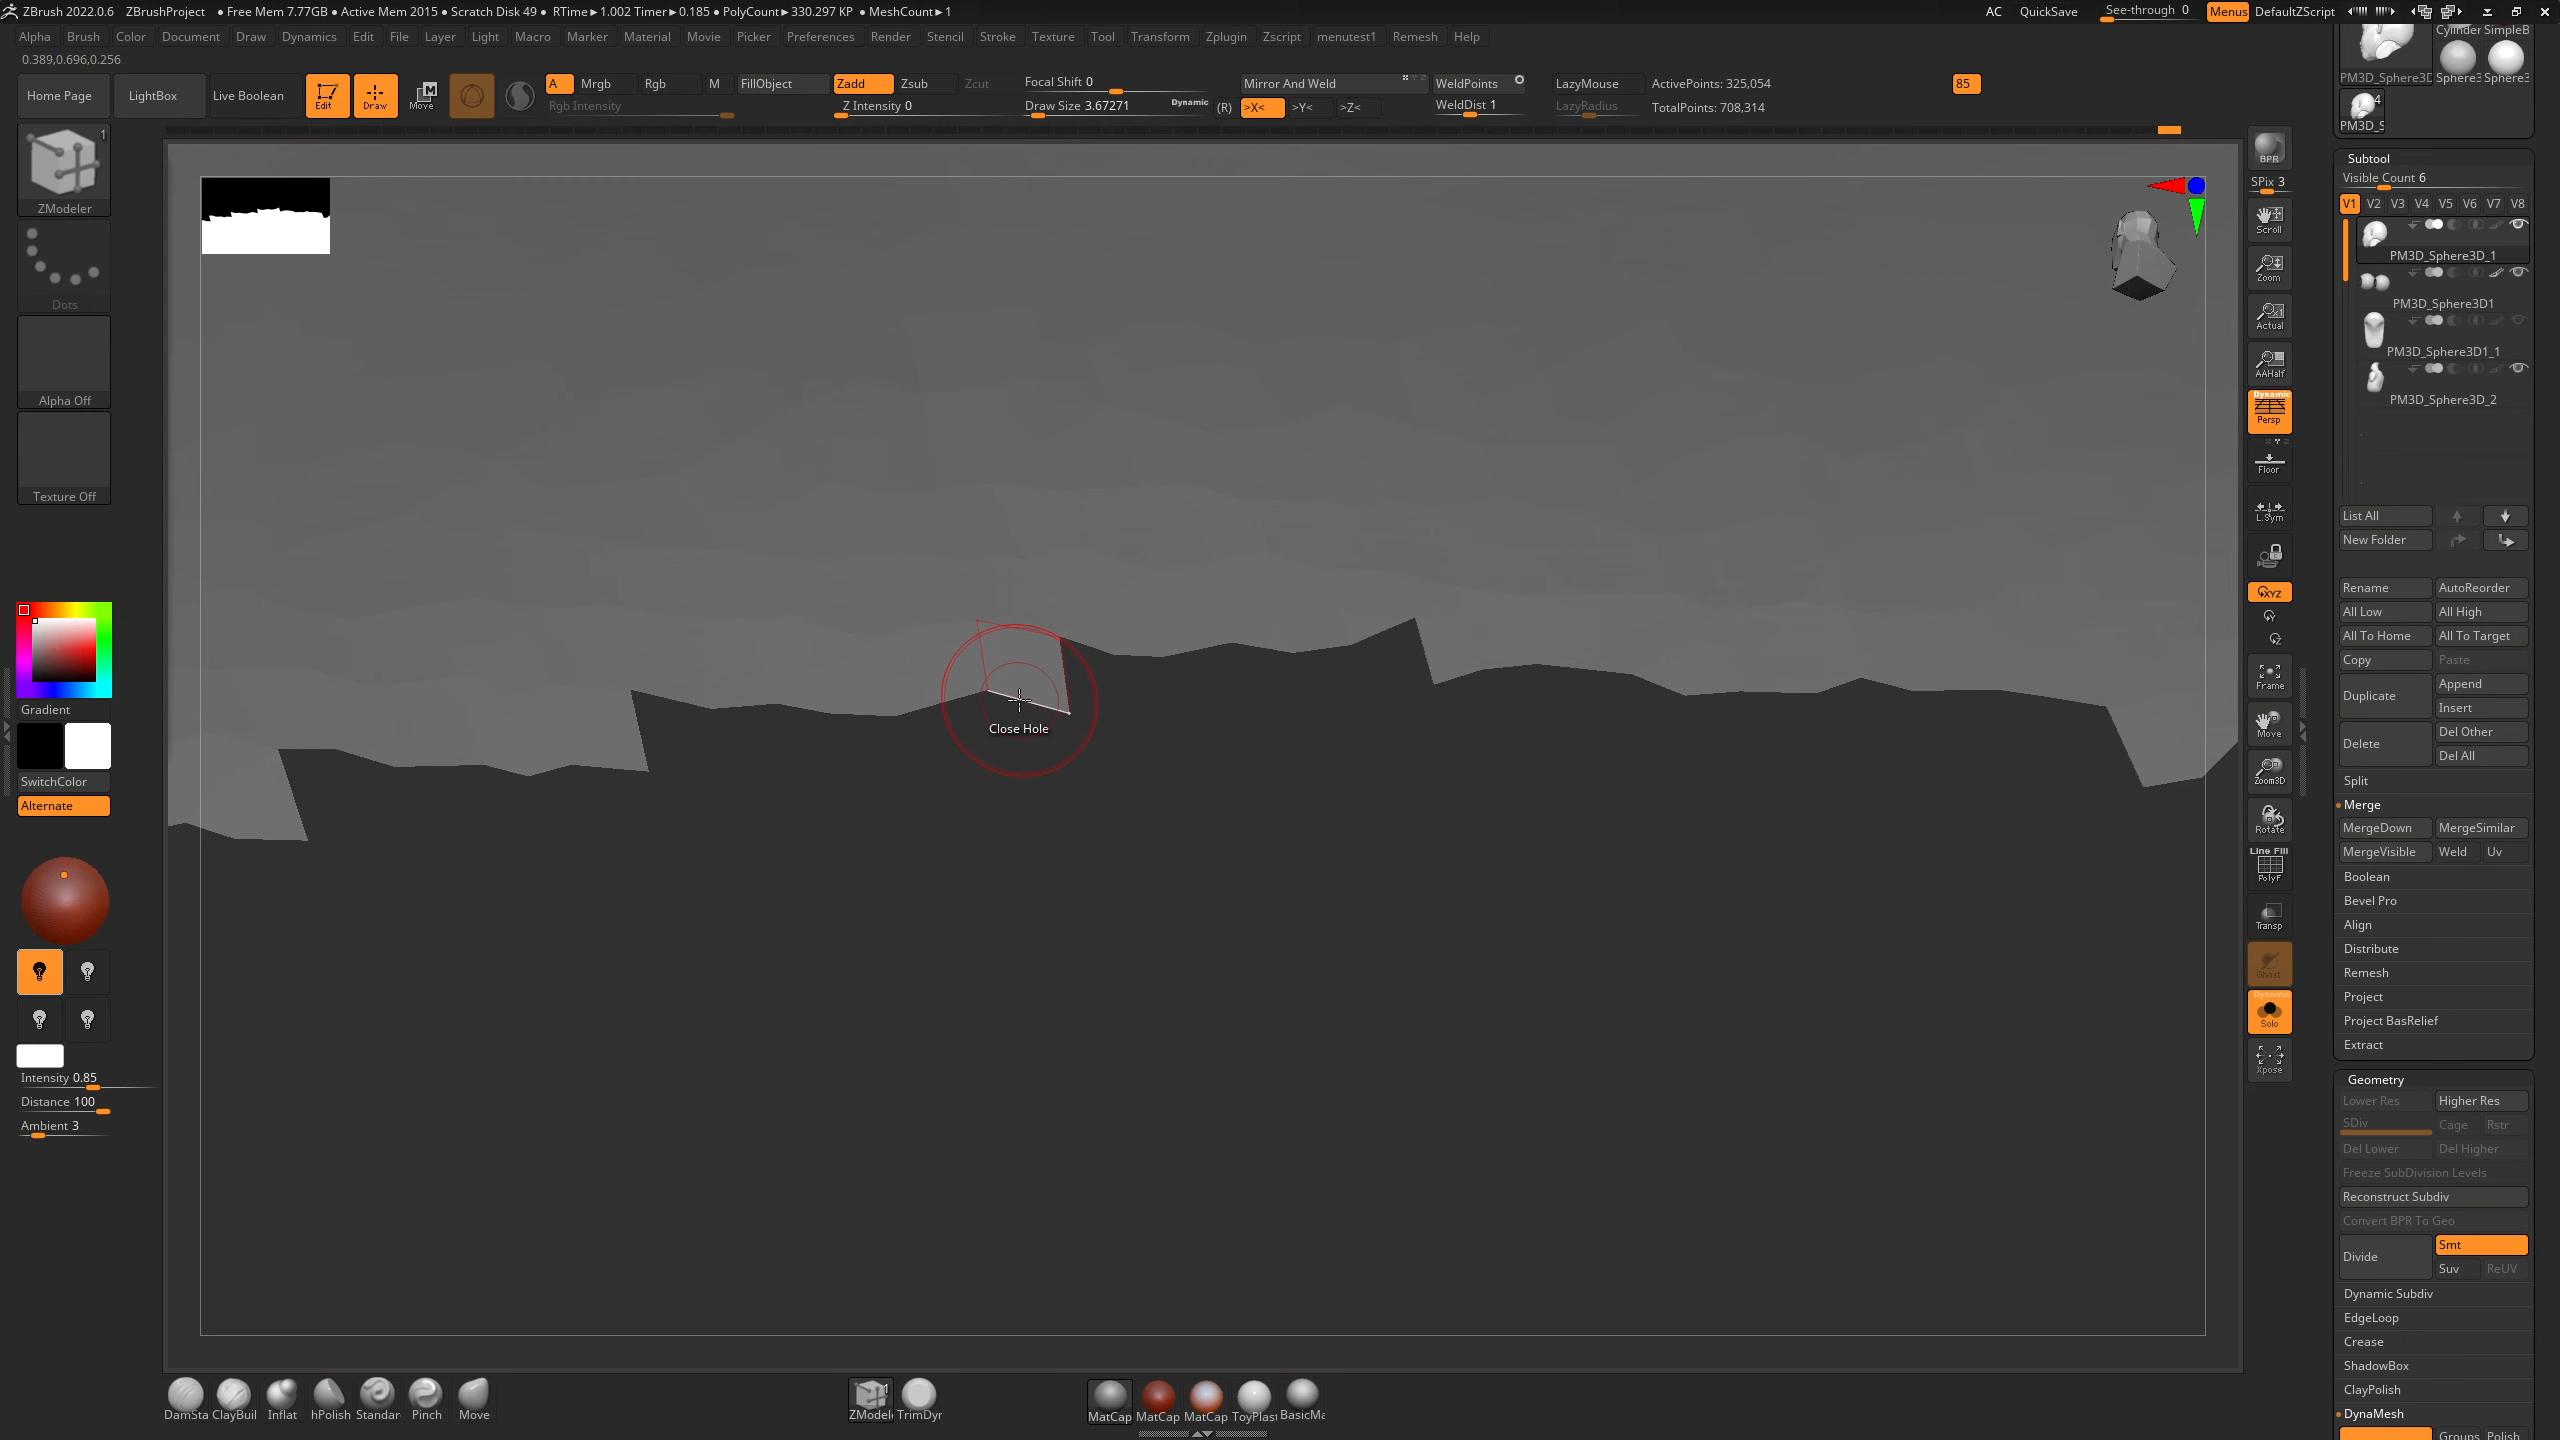 ZBrush 2022.0.6 ZBrushProject ● Free Mem 7.77GB ● Active Mem 2015 ● Scratch Disk 49 ● RTime►1.002 Timer►0.185 ● PolyCount►330.297 KP ● MeshCount►1 AC QuickSave See-through 0 Menus DefaultZScript
Alpha Brush Color Document Draw Dynamics Edit File Layer Light Macro Marker Material Movie Picker Preferences Render Stencil Stroke Texture Tool Transform Zplugin Zscript menutest1 Remesh Help
0.389,0.696,0.256
Home Page LightBox Live Boolean Edit Draw Move A Mrgb Rgb M FillObject Zadd Zsub Zcut Focal Shift 0 Mirror And Weld WeldPoints LazyMouse ActivePoints: 325,054 85
Rgb Intensity Z Intensity 0 Draw Size 3.67271 Dynamic (R) >X< >Y< >Z< WeldDist 1 LazyRadius TotalPoints: 708,314
1
ZModeler
Dots
Alpha Off
Texture Off
Gradient
SwitchColor
Alternate
Intensity 0.85
Distance 100
Ambient 3
Close Hole
BPR
SPix 3
Scroll
Zoom
Actual
AAHalf
Dynamic
Persp
Floor
L.Sym
XYZ
Frame
Move
Zoom3D
Rotate
Line Fill
PolyF
Transp
Ghost
Dynamic
Solo
Xpose
Cylinder SimpleB
PM3D_Sphere3D Sphere3 Sphere3
4
PM3D_S
Subtool
Visible Count 6
V1 V2 V3 V4 V5 V6 V7 V8
PM3D_Sphere3D_1
PM3D_Sphere3D1
PM3D_Sphere3D1_1
PM3D_Sphere3D_2
List All
New Folder
Rename AutoReorder
All Low All High
All To Home All To Target
Copy Paste
Duplicate Append
Insert
Delete Del Other
Del All
Split
Merge
MergeDown MergeSimilar
MergeVisible Weld Uv
Boolean
Bevel Pro
Align
Distribute
Remesh
Project
Project BasRelief
Extract
Geometry
Lower Res Higher Res
SDiv Cage Rstr
Del Lower Del Higher
Freeze SubDivision Levels
Reconstruct Subdiv
Convert BPR To Geo
Divide Smt
Suv ReUV
Dynamic Subdiv
EdgeLoop
Crease
ShadowBox
ClayPolish
DynaMesh
Groups Polish
DamSta ClayBuil Inflat hPolish Standar Pinch Move
1
ZModel TrimDyr
MatCap MatCap MatCap ToyPlas BasicMa